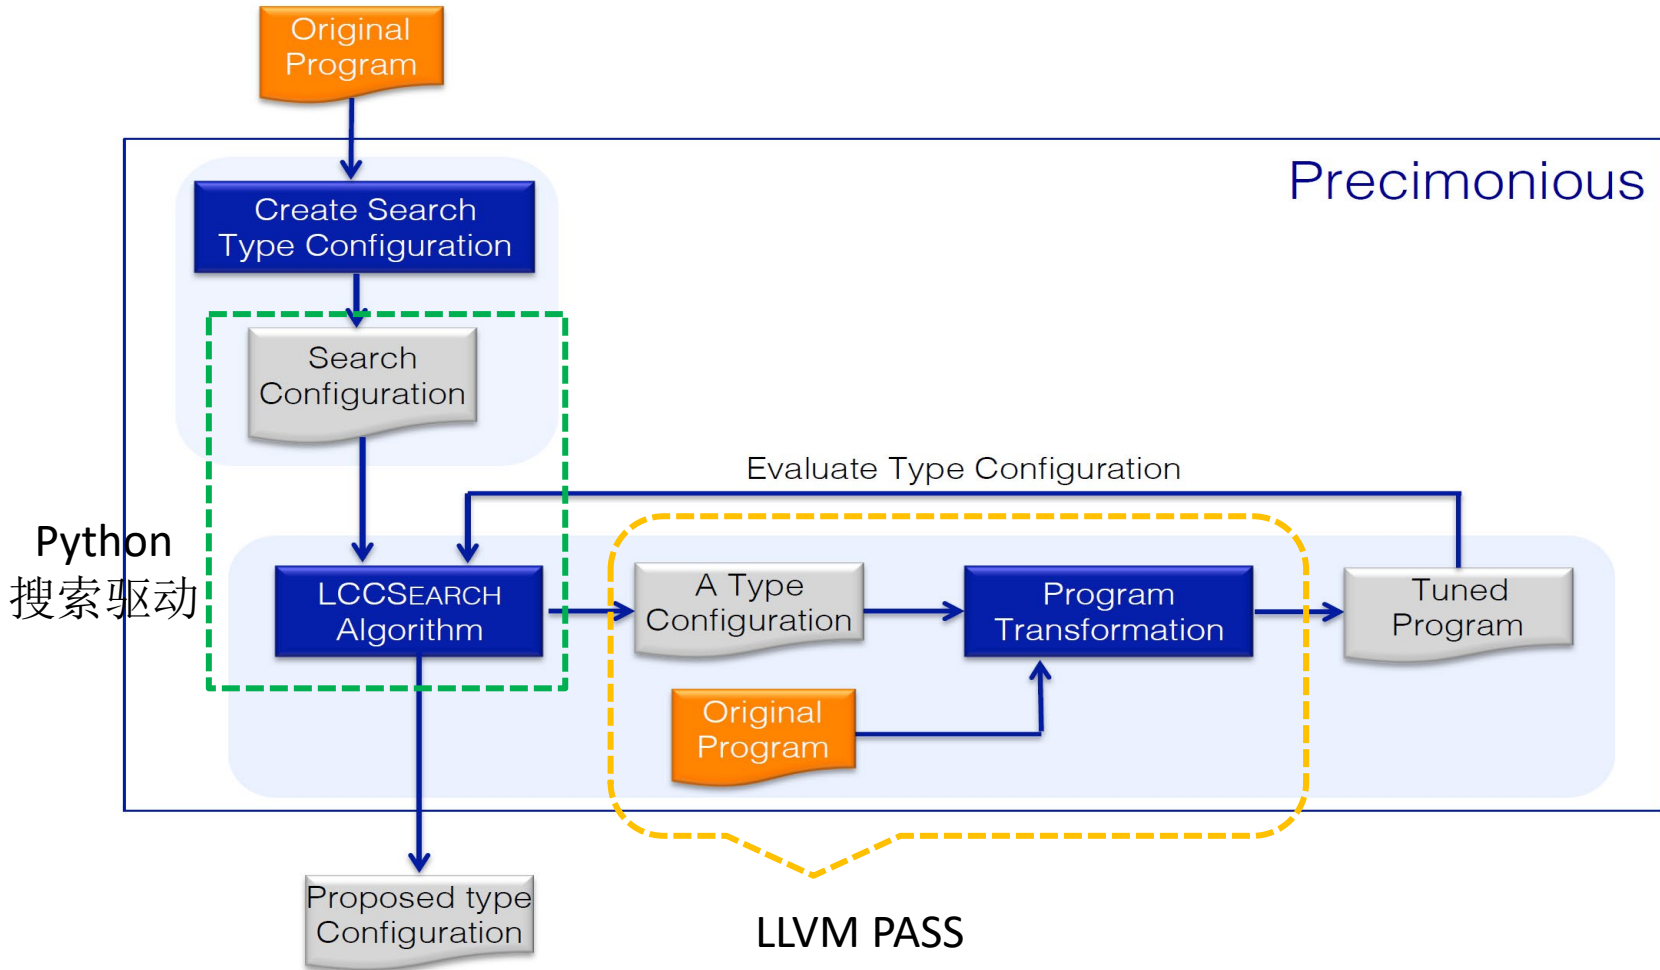 Original
Program
Precimonious
Create Search
Type Configuration
Search
Configuration
Evaluate Type Configuration
Python
搜索驱动
LCCSEARCH
Algorithm
A Type
Configuration
Program
Transformation
Tuned
Program
Original
Program
Proposed type
Configuration
LLVM PASS